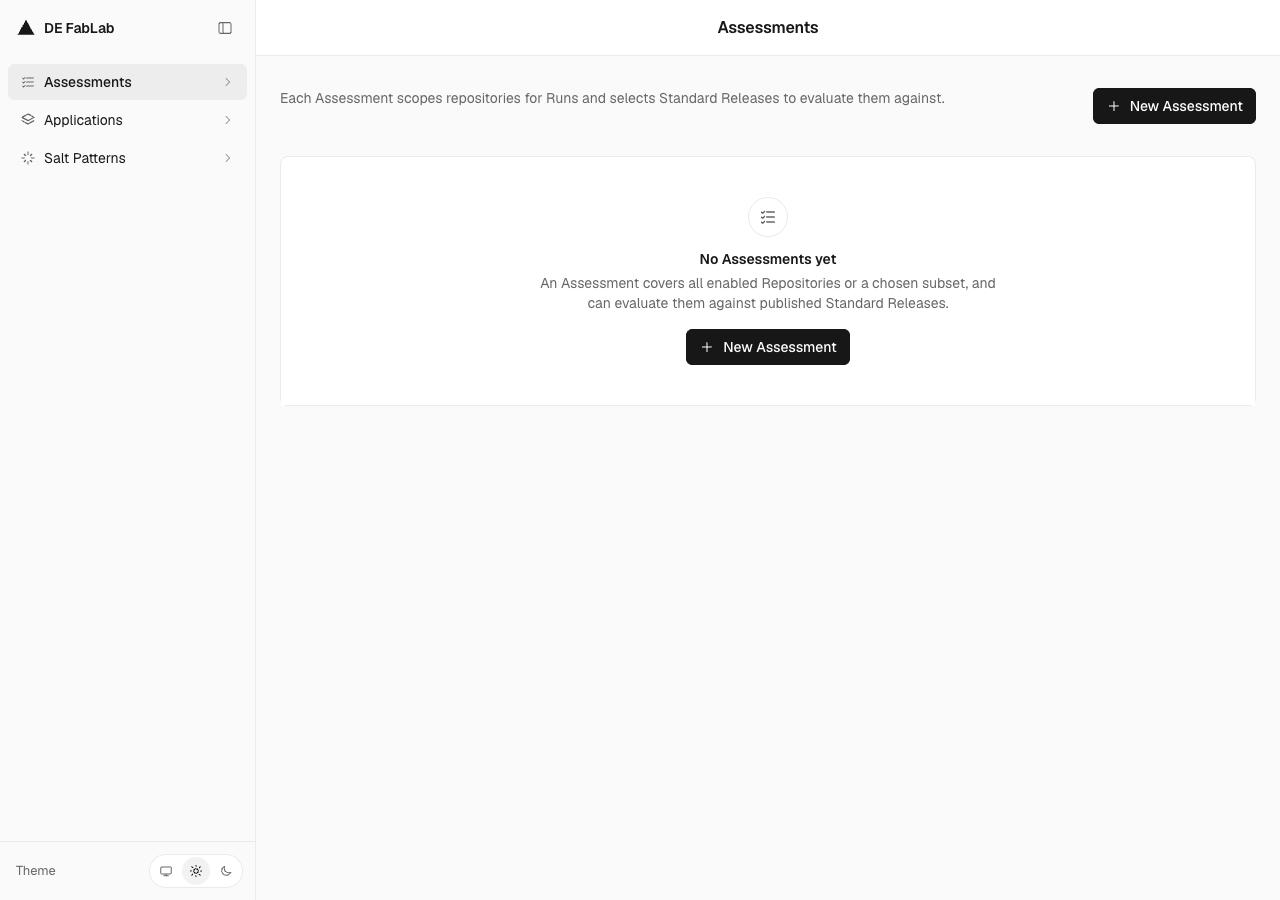 DE FabLab
Assessments
Applications
Salt Patterns
Theme
Assessments
Each Assessment scopes repositories for Runs and selects Standard Releases to evaluate them against.
New Assessment
No Assessments yet
An Assessment covers all enabled Repositories or a chosen subset, and
can evaluate them against published Standard Releases.
New Assessment